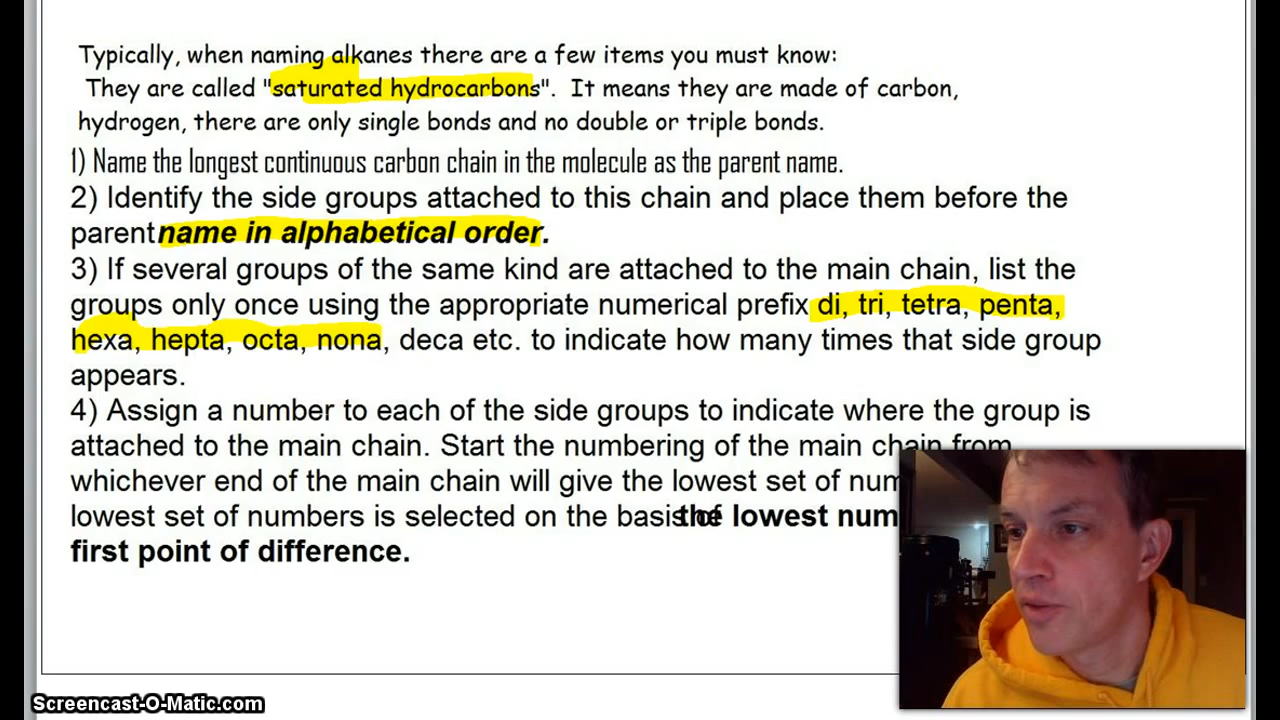 Typically, when naming alkanes there are a few items you must know:
They are called "saturated hydrocarbons". It means they are made of carbon,
hydrogen, there are only single bonds and no double or triple bonds.
1) Name the longest continuous carbon chain in the molecule as the parent name.
2) Identify the side groups attached to this chain and place them before the
parent name in alphabetical order.
3) If several groups of the same kind are attached to the main chain, list the
groups only once using the appropriate numerical prefix di, tri, tetra, penta,
hexa, hepta, octa, nona, deca etc. to indicate how many times that side group
appears.
4) Assign a number to each of the side groups to indicate where the group is
attached to the main chain. Start the numbering of the main chain from
whichever end of the main chain will give the lowest set of
lowest set of numbers is selected on the basis of the lowest
first point of difference.
Screencast-O-Matic.com